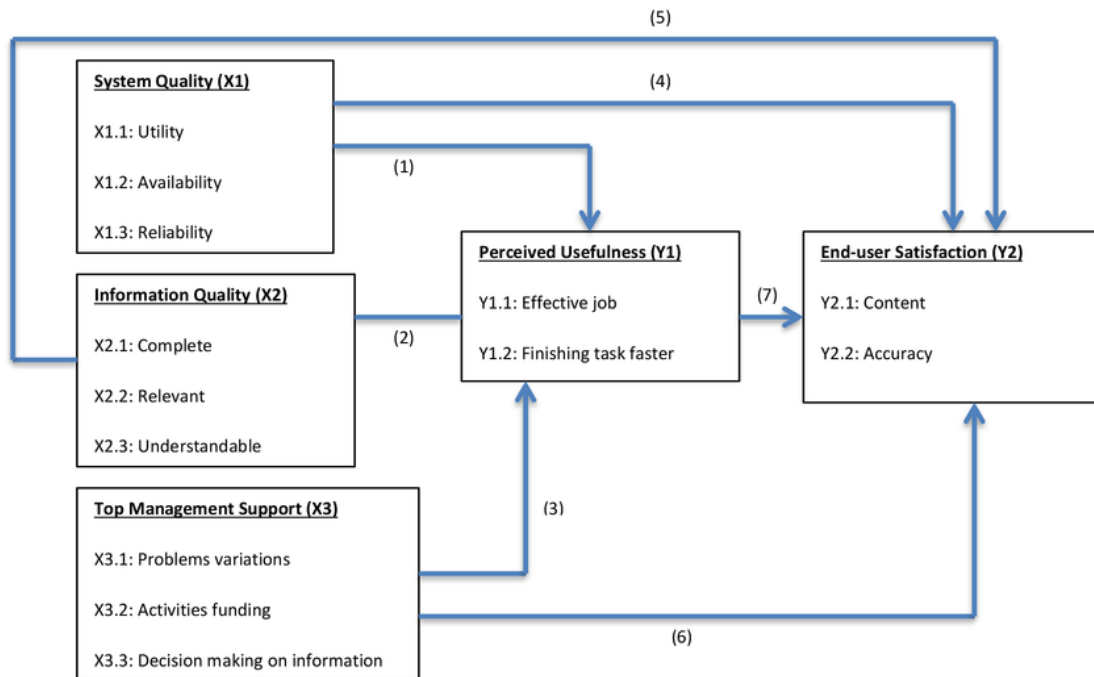 (5)
System Quality (X1)
X1.1: Utility
X1.2: Availability
X1.3: Reliability
(4)
(1)
Information Quality (X2)
X2.1: Complete
X2.2: Relevant
X2.3: Understandable
(2)
Perceived Usefulness (Y1)
Y1.1: Effective job
Y1.2: Finishing task faster
(7)
End-user Satisfaction (Y2)
Y2.1: Content
Y2.2: Accuracy
Top Management Support (X3)
X3.1: Problems variations
X3.2: Activities funding
X3.3: Decision making on information
(3)
(6)